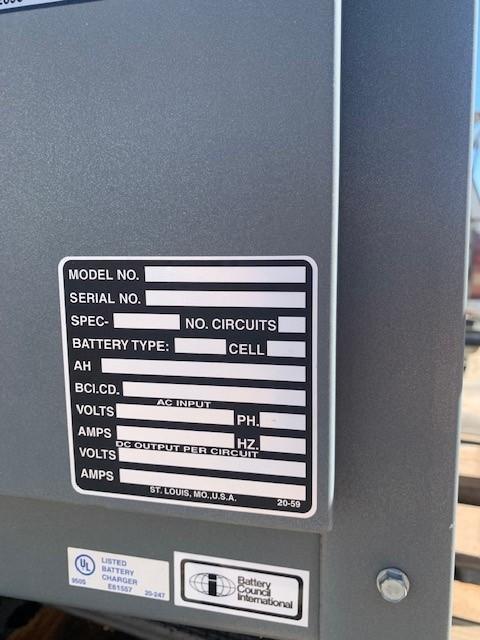 MODEL NO.
SERIAL NO.
SPEC- NO. CIRCUITS
BATTERY TYPE: CELL
AH
BCI.CD.
AC INPUT
VOLTS PH.
AMPS HZ.
DC OUTPUT PER CIRCUIT
VOLTS
AMPS
ST. LOUIS, MO., U.S.A.
20-59
UL LISTED
BATTERY
CHARGER
950S E61557 20-247
Battery
Council
International